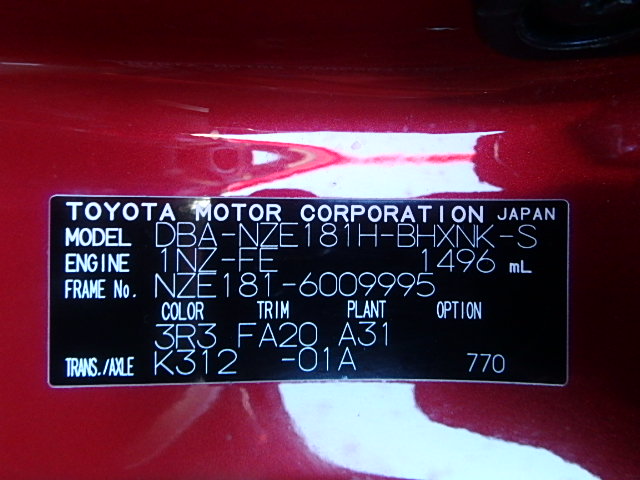 TOYOTA MOTOR CORPORATION JAPAN
MODEL DBA-NZE181H-BHXNK-S
ENGINE 1NZ-FE 1496 mL
FRAME No. NZE181-6009995
COLOR TRIM PLANT OPTION
3R3 FA20 A31
TRANS./AXLE K312 -01A 770